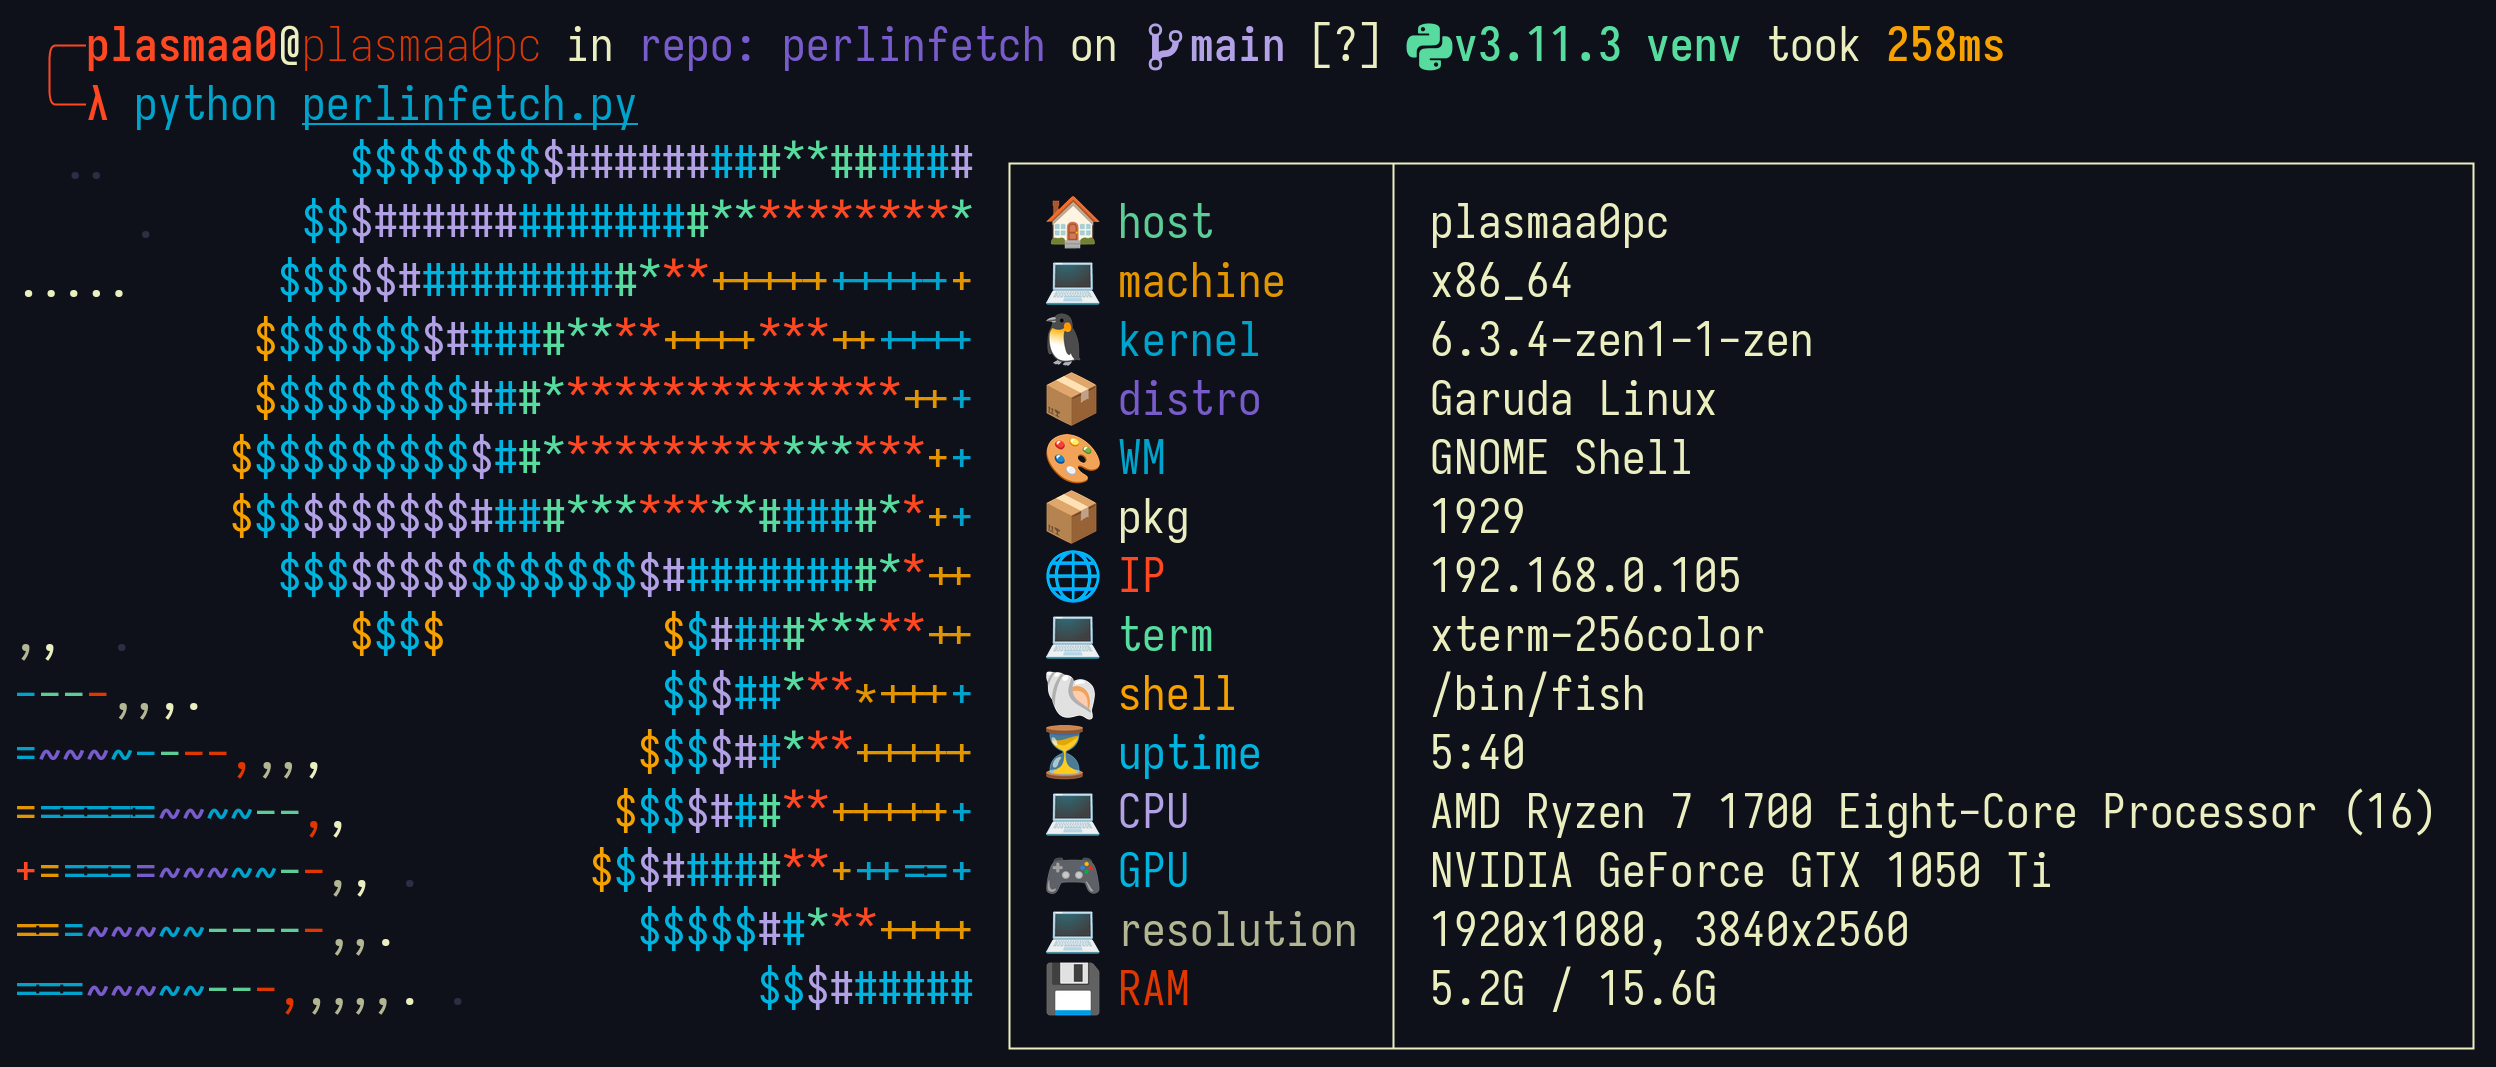 plasmaa0@plasmaa0pc in repo: perlinfetch on main [?] v3.11.3 venv took 258ms
λ python perlinfetch.py
host plasmaa0pc
machine x86_64
kernel 6.3.4-zen1-1-zen
distro Garuda Linux
WM GNOME Shell
pkg 1929
IP 192.168.0.105
term xterm-256color
shell /bin/fish
uptime 5:40
CPU AMD Ryzen 7 1700 Eight-Core Processor (16)
GPU NVIDIA GeForce GTX 1050 Ti
resolution 1920x1080, 3840x2560
RAM 5.2G / 15.6G